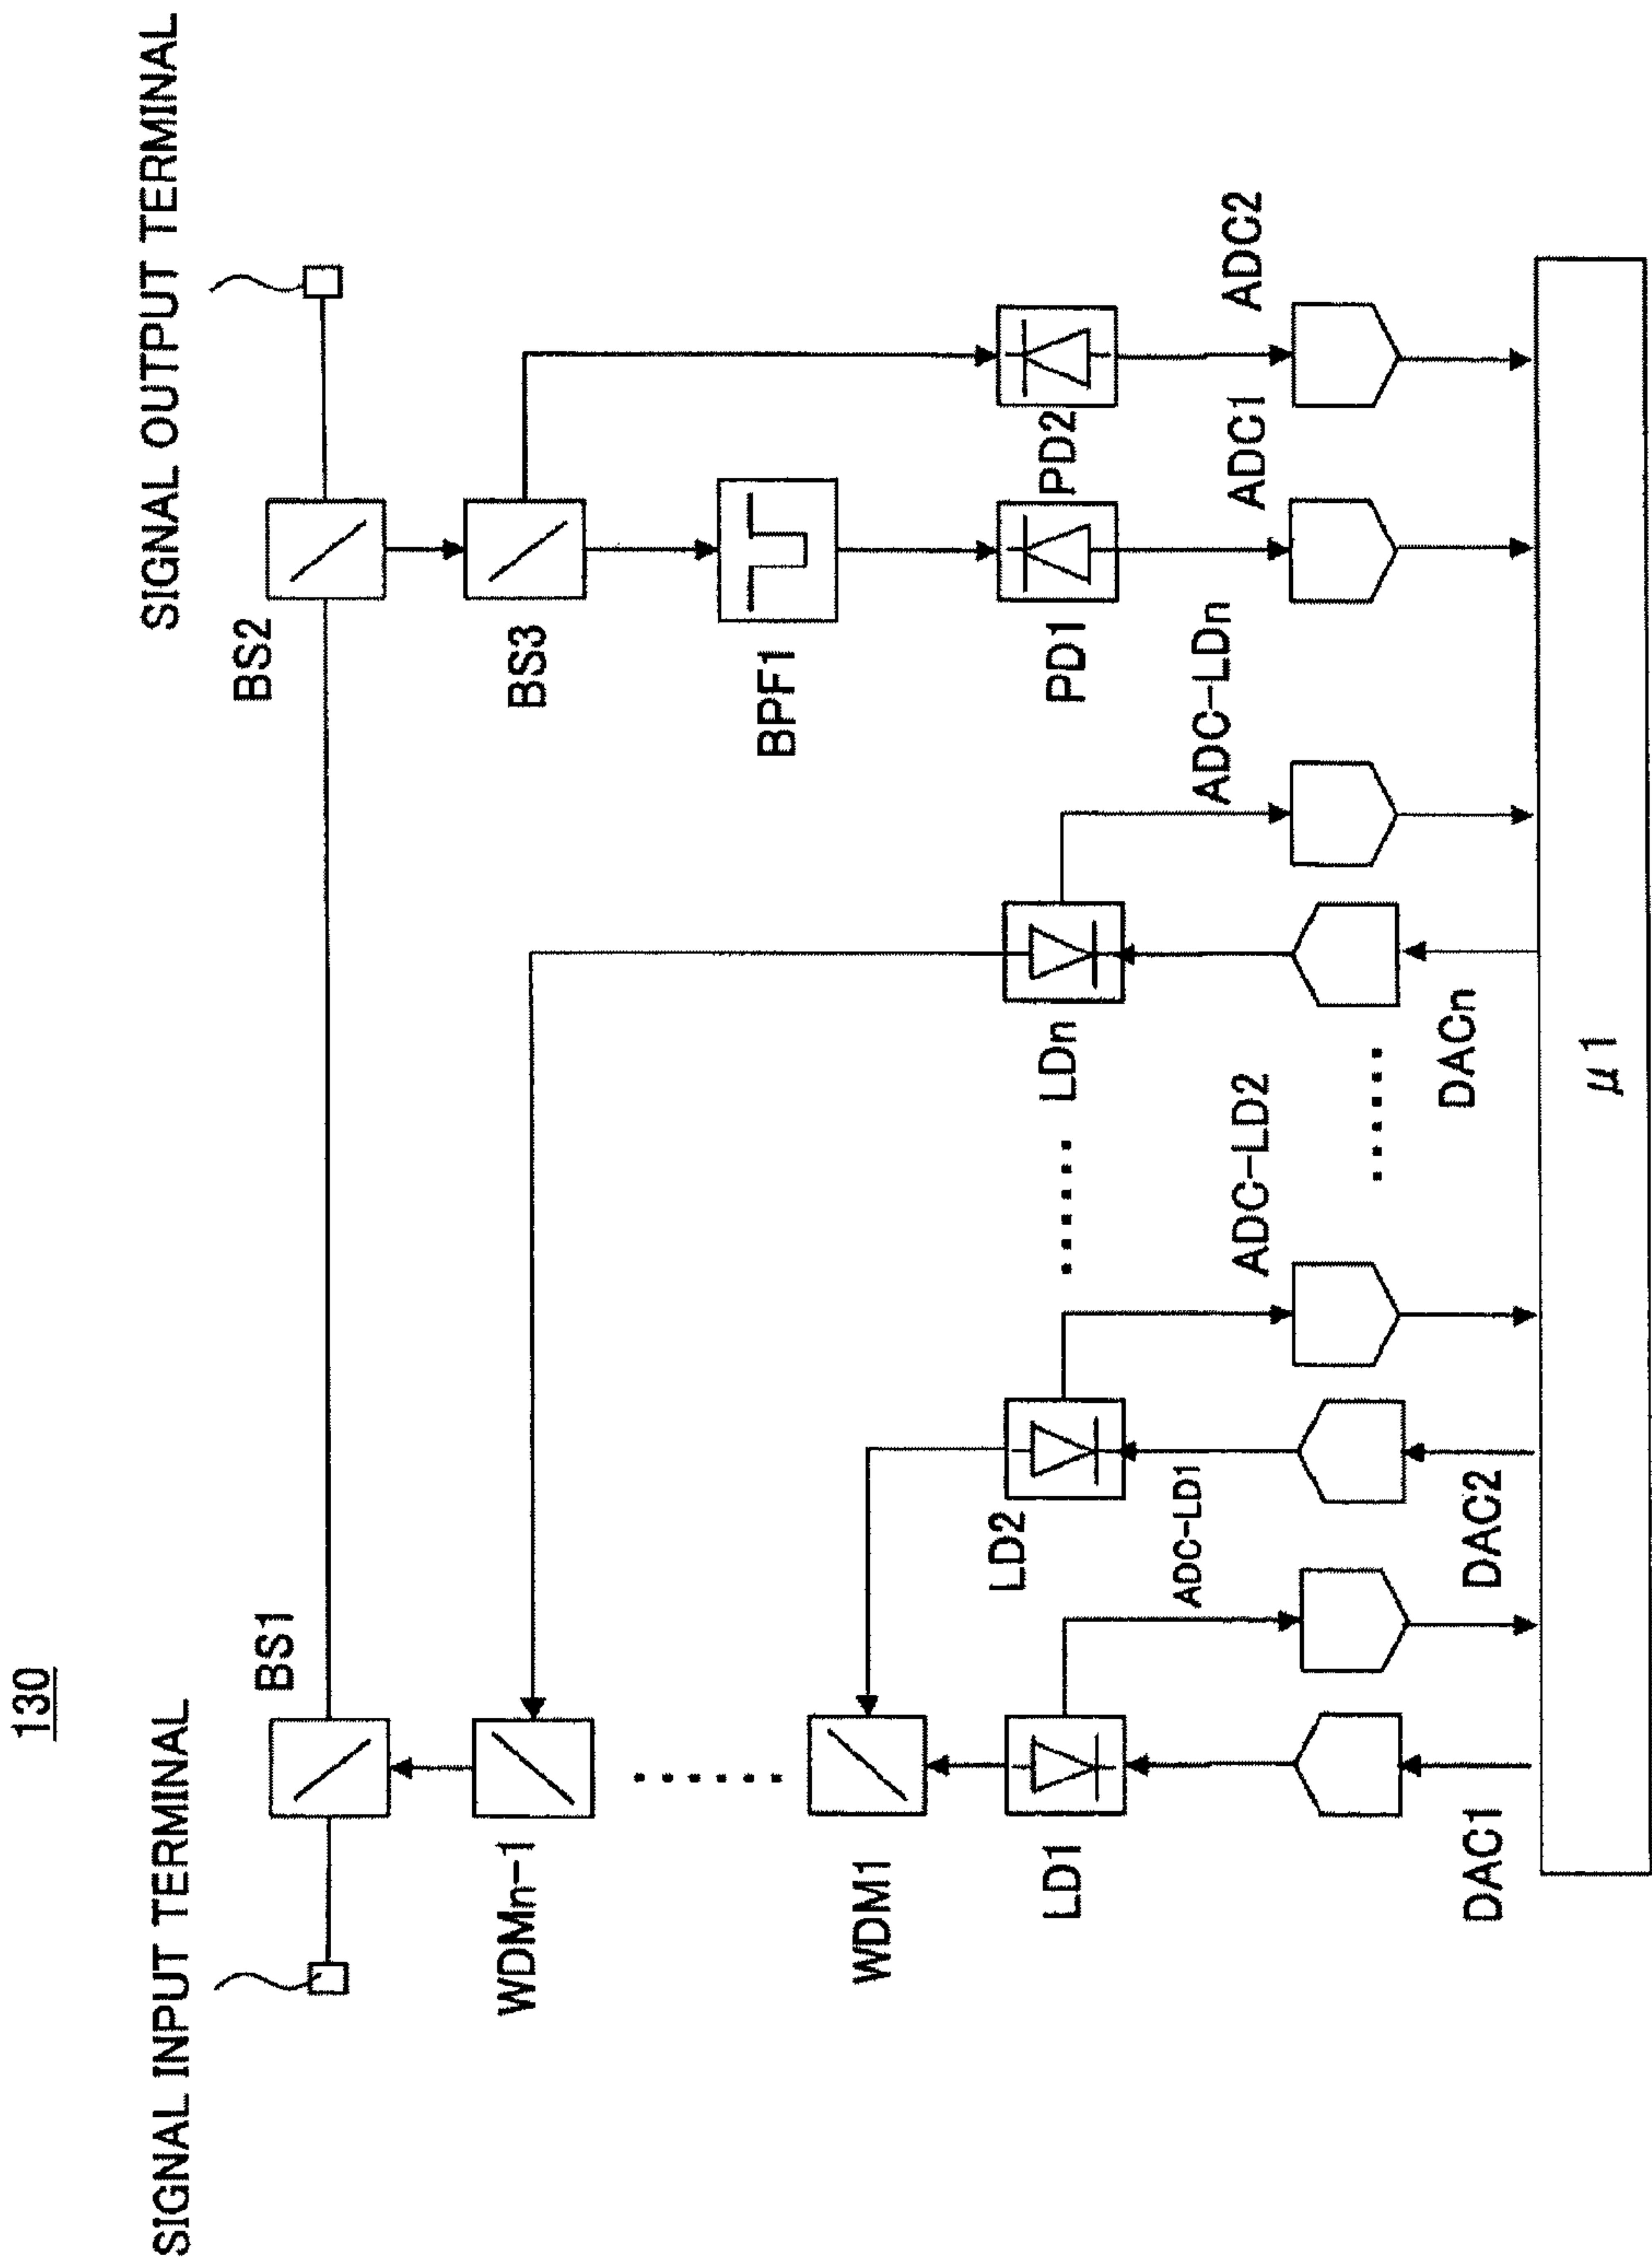 130
SIGNAL INPUT TERMINAL
SIGNAL OUTPUT TERMINAL
BS1
BS2
WDMn-1
BS3
WDM1
BPF1
LD1
LD2
LDn
PD1
PD2
ADC-LD1
ADC-LD2
ADC-LDn
ADC1
ADC2
DAC1
DAC2
DACn
μ1